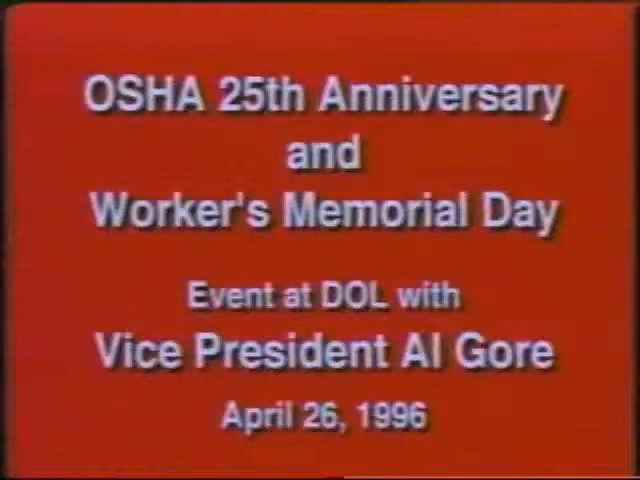 OSHA 25th Anniversary
and
Worker's Memorial Day
Event at DOL with
Vice President Al Gore
April 26, 1996